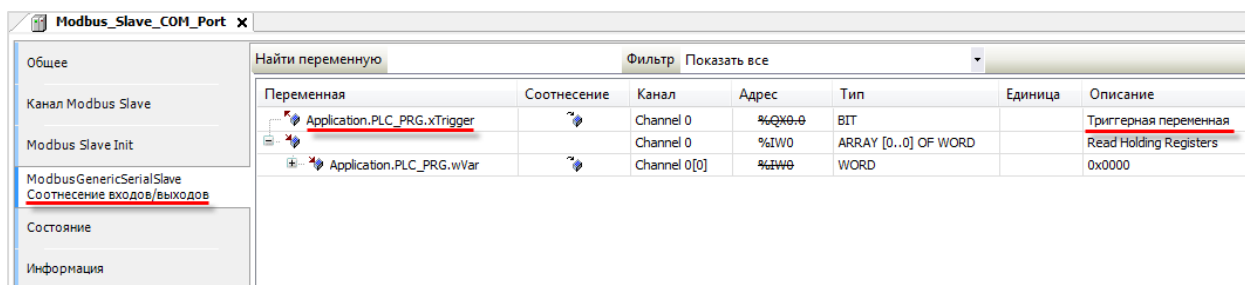 Modbus_Slave_COM_Port X
Общее
Канал Modbus Slave
Modbus Slave Init
ModbusGenericSerialSlave
Соотнесение входов/выходов
Состояние
Информация
Найти переменную Фильтр Показать все
Переменная Соотнесение Канал Адрес Тип Единица Описание
Application.PLC_PRG.xTrigger Channel 0 %QX0.0 BIT Триггерная переменная
Channel 0 %IW0 ARRAY [0..0] OF WORD Read Holding Registers
Application.PLC_PRG.wVar Channel 0[0] %IW0 WORD 0x0000